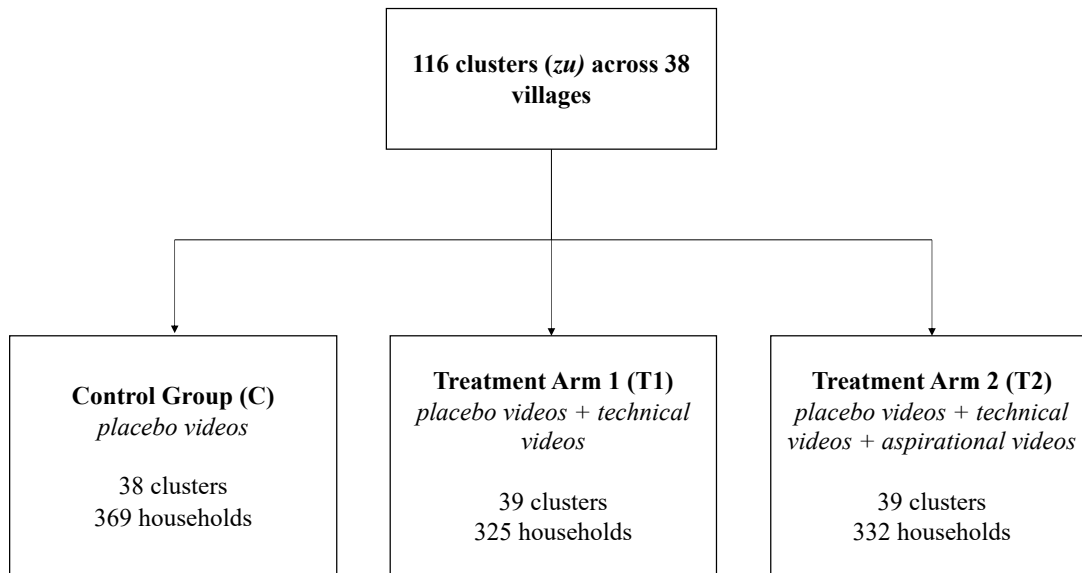 116 clusters (zu) across 38
villages
Control Group (C)
placebo videos
38 clusters
369 households
Treatment Arm 1 (T1)
placebo videos + technical
videos
39 clusters
325 households
Treatment Arm 2 (T2)
placebo videos + technical
videos + aspirational videos
39 clusters
332 households